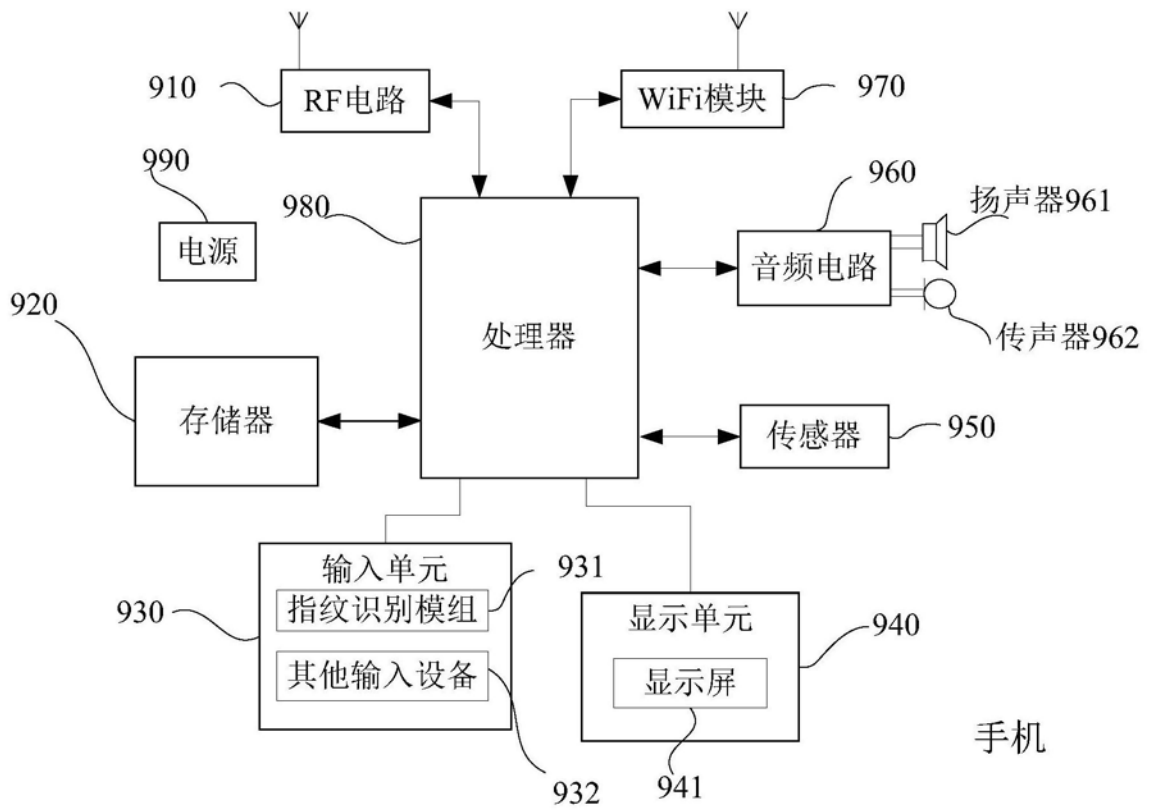 910
RF电路
WiFi模块
970
990
电源
980
960
扬声器961
音频电路
传声器962
920
处理器
存储器
传感器
950
输入单元
931
指纹识别模组
930
其他输入设备
932
显示单元
940
显示屏
941
手机